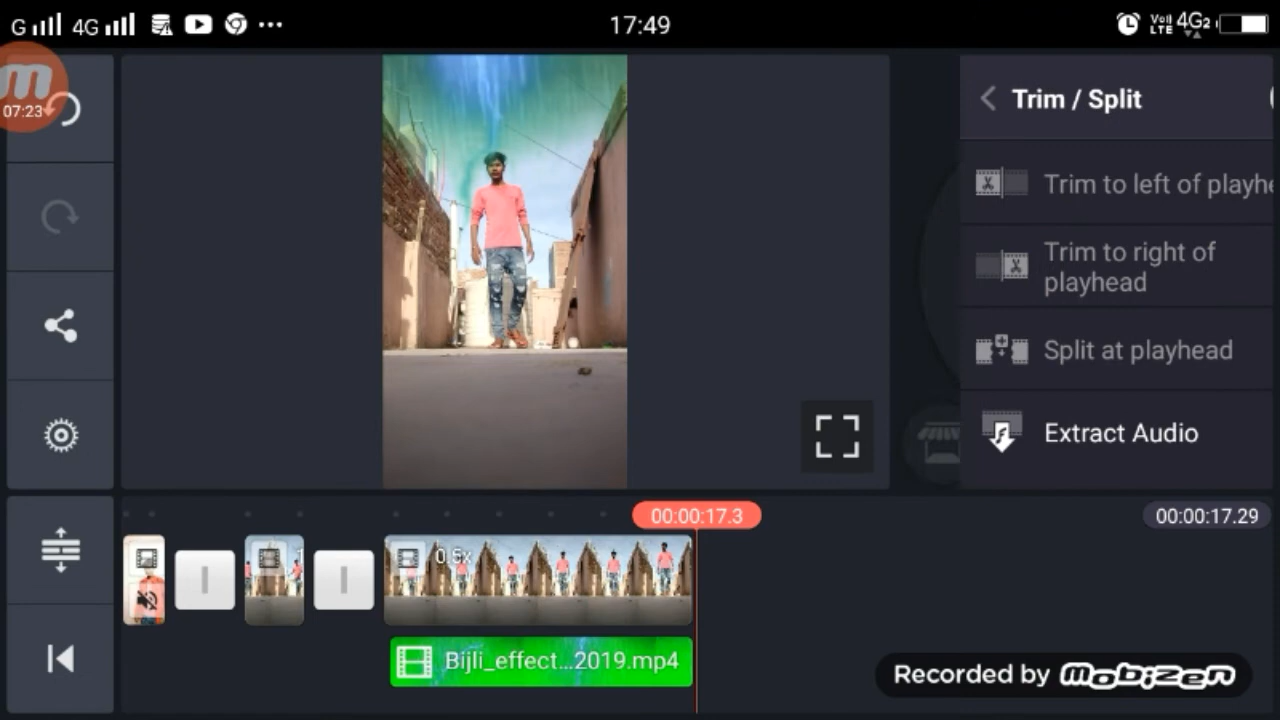 G 4G 17:49 VoII LTE 4G2
m
07:23
Trim / Split
Trim to left of playhe
Trim to right of
playhead
Split at playhead
Extract Audio
00:00:17.3
00:00:17.29
0.5x
Bijli_effect...2019.mp4
Recorded by mobizen